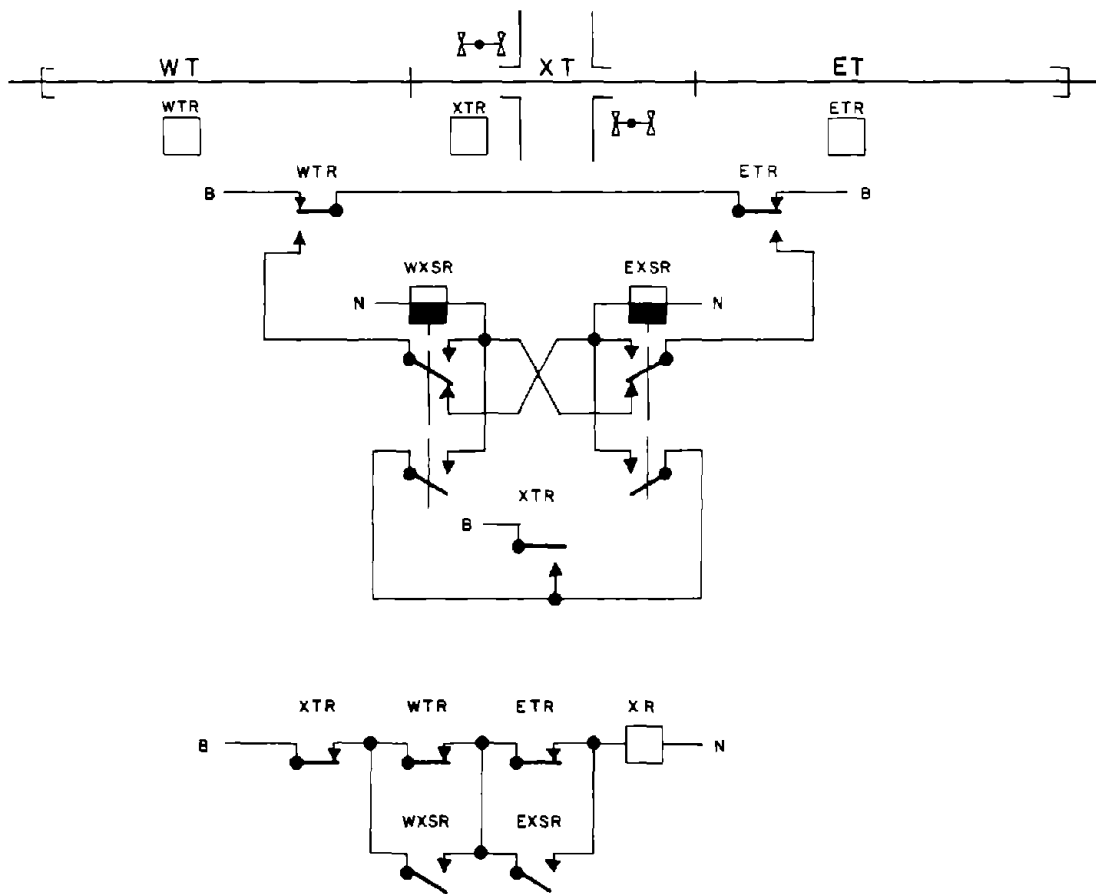 WT XT ET
WTR XTR ETR
WTR ETR
B B
WXSR EXSR
N N
XTR
B
XTR WTR ETR XR
B N
WXSR EXSR